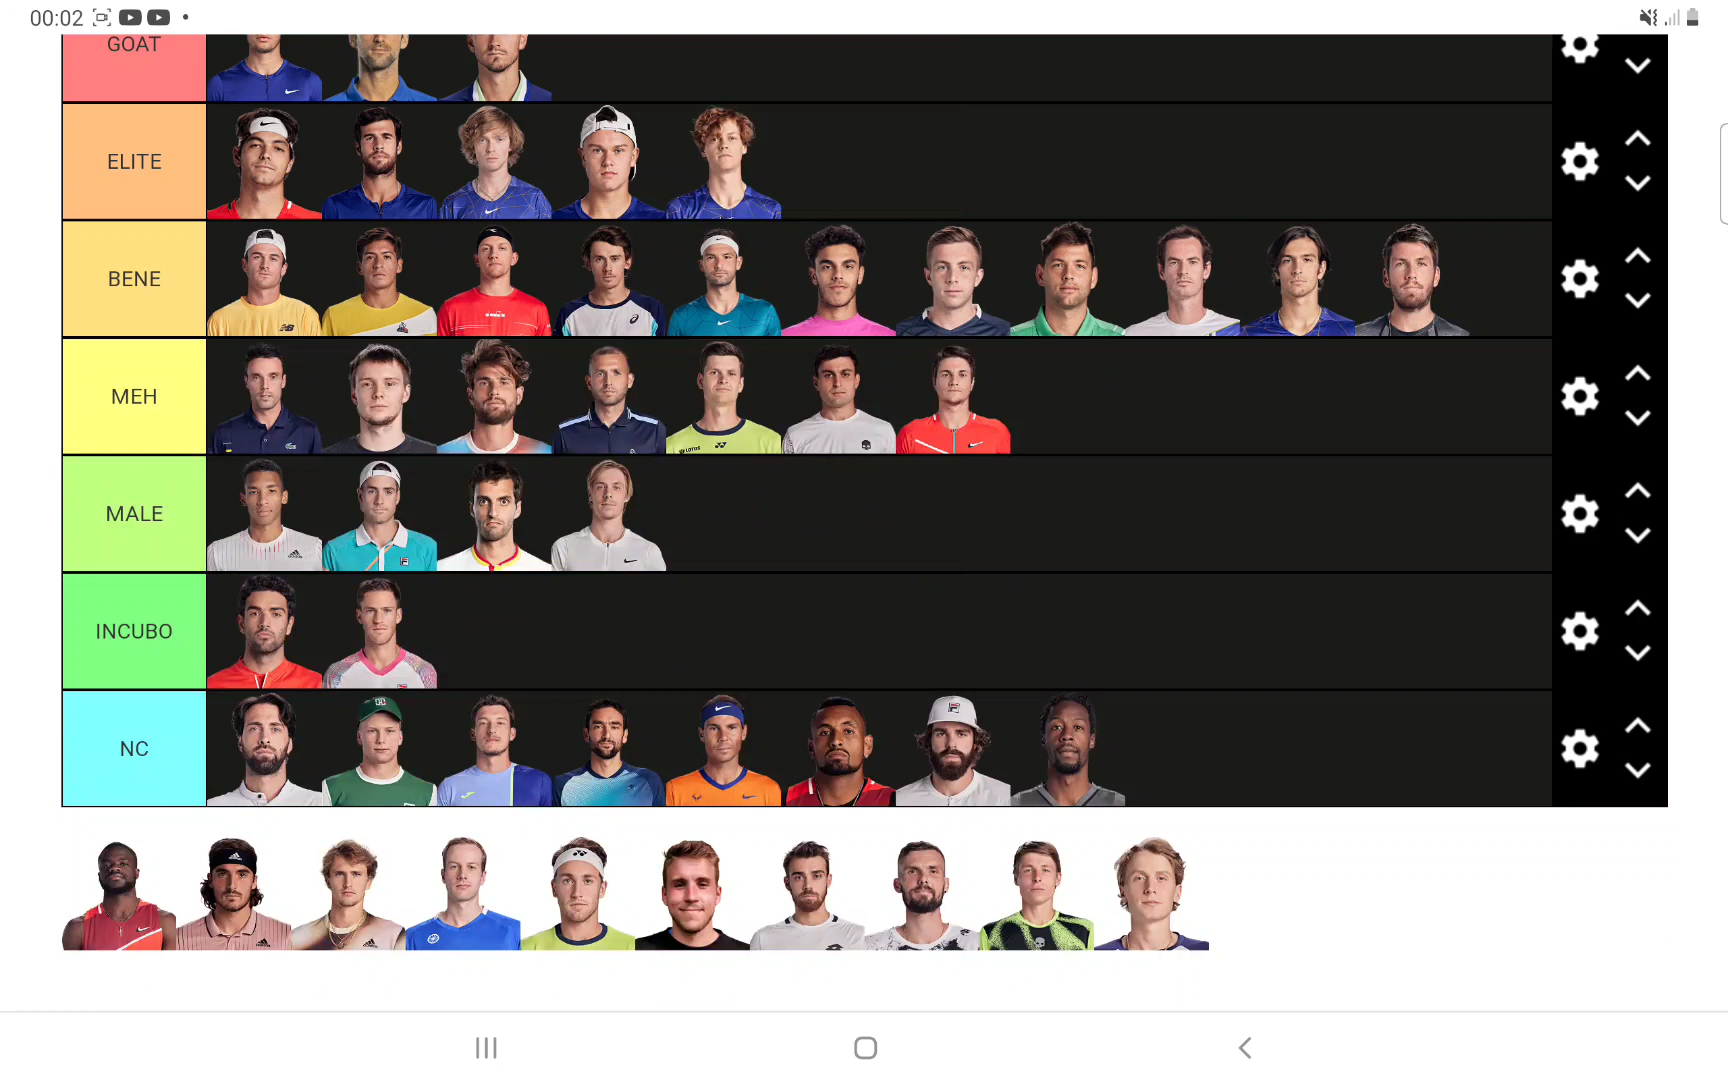 00:02
GOAT
ELITE
BENE
MEH
MALE
INCUBO
NC